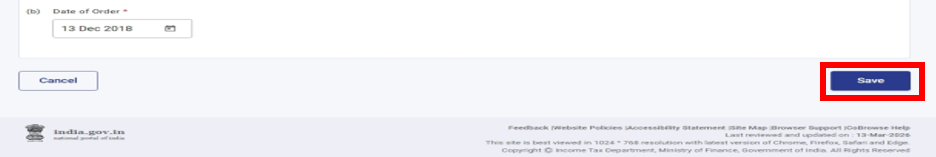 (b) Date of Order *
13 Dec 2018
Cancel
Save
india.gov.in
national portal of india
Feedback |Website Policies |Accessibility Statement |Site Map |Browser Support |CoBrowse-Help
Last reviewed and updated on : 13-Mar-2026
This site is best viewed in 1024 * 768 resolution with latest version of Chrome, Firefox, Safari and Edge.
Copyright © Income Tax Department, Ministry of Finance, Government of India. All Rights Reserved